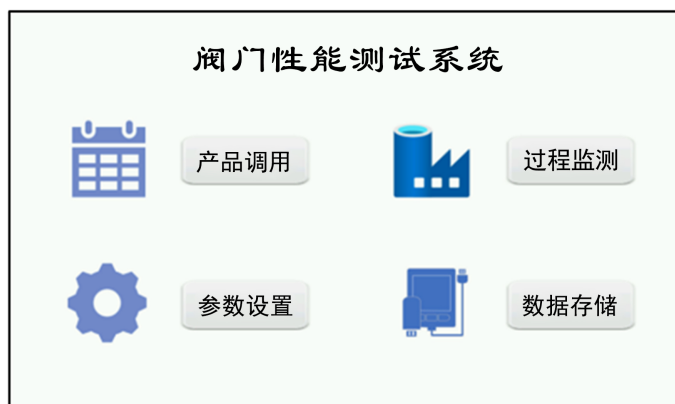 阀门性能测试系统
产品调用
过程监测
参数设置
数据存储